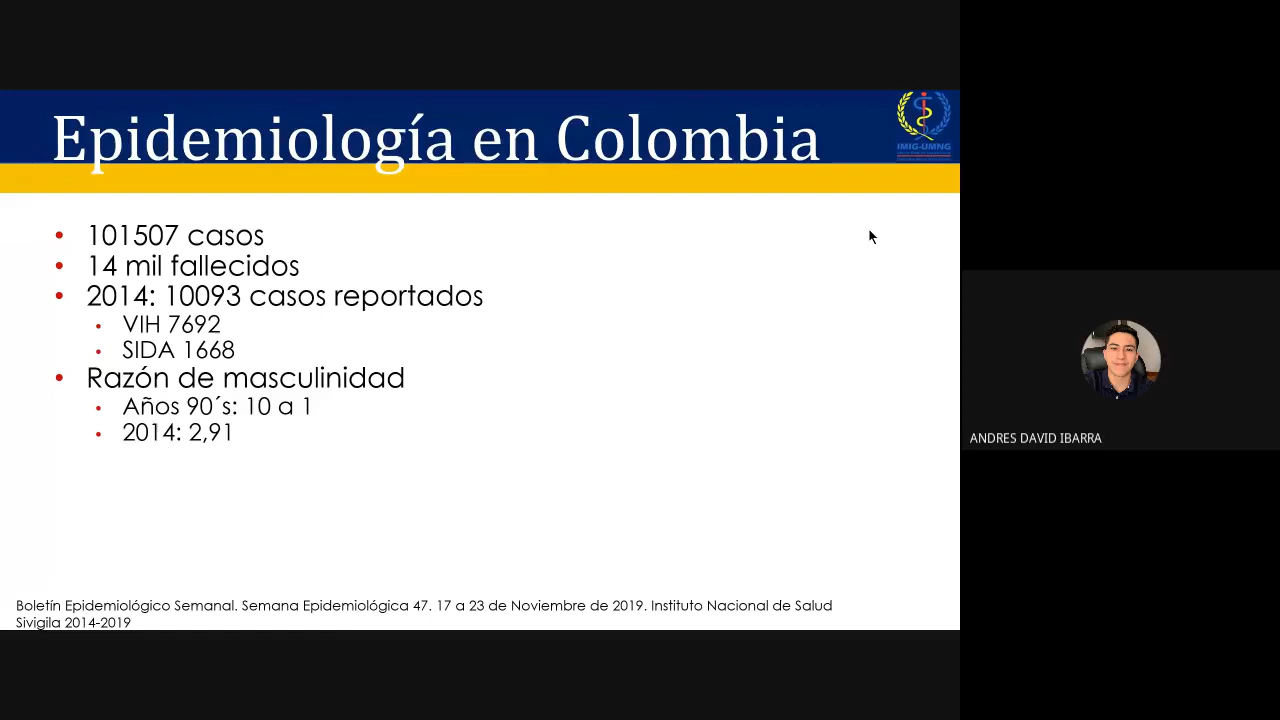 Epidemiología en Colombia
IMIG-UMNG
• 101507 casos
• 14 mil fallecidos
• 2014: 10093 casos reportados
• VIH 7692
• SIDA 1668
• Razón de masculinidad
• Años 90´s: 10 a 1
• 2014: 2,91
Boletín Epidemiológico Semanal. Semana Epidemiológica 47. 17 a 23 de Noviembre de 2019. Instituto Nacional de Salud
Sivigila 2014-2019
ANDRES DAVID IBARRA